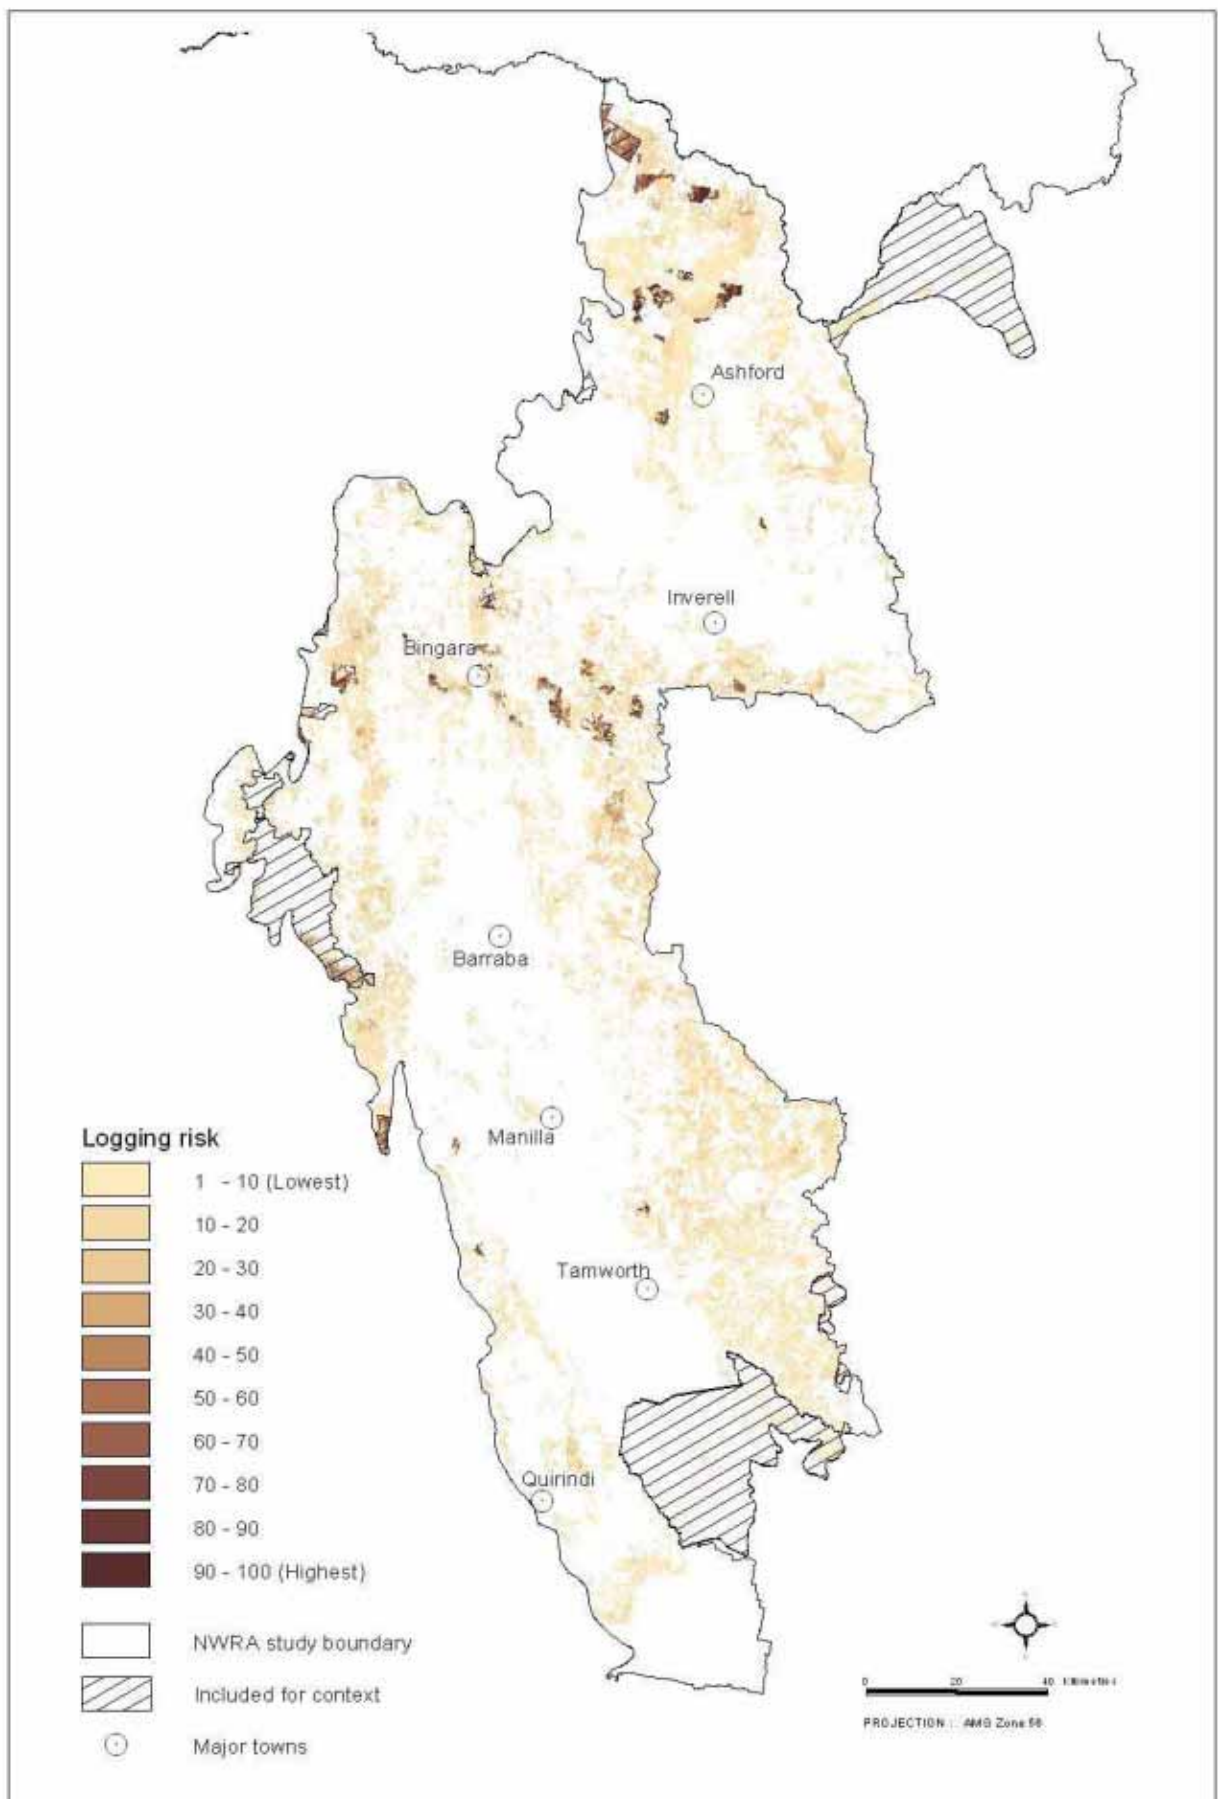 Ashford
Inverell
Bingara
Barraba
Manilla
Logging risk
1 - 10 (Lowest)
10 - 20
20 - 30
Tamworth
30 - 40
40 - 50
50 - 60
60 - 70
70 - 80
Quirindi
80 - 90
90 - 100 (Highest)
NWRA study boundary
Included for context
0 20 40 kilometres
PROJECTION : AMG Zone 56
Major towns